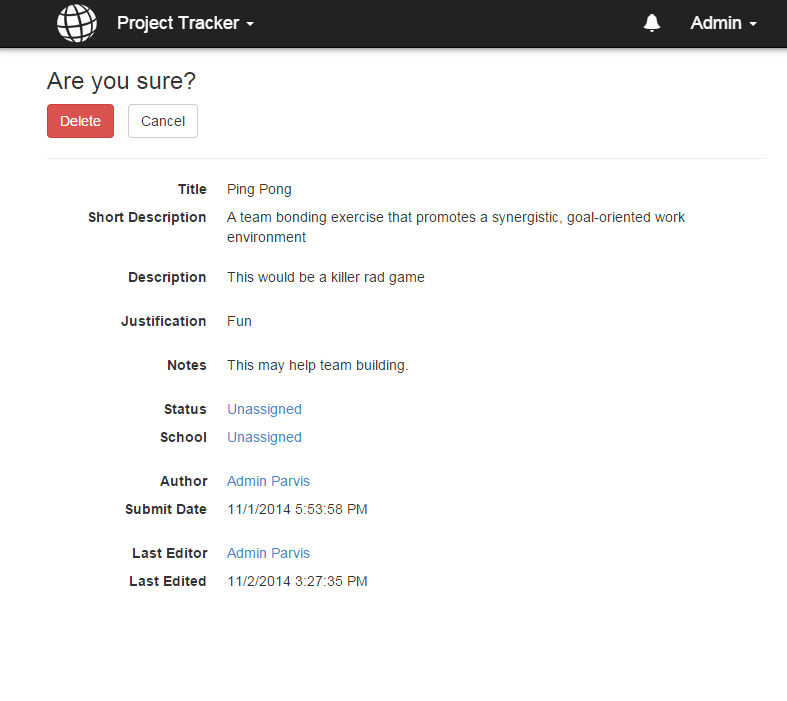 Project Tracker
Admin
Are you sure?
Delete
Cancel
Title Ping Pong
Short Description A team bonding exercise that promotes a synergistic, goal-oriented work
environment
Description This would be a killer rad game
Justification Fun
Notes This may help team building.
Status Unassigned
School Unassigned
Author Admin Parvis
Submit Date 11/1/2014 5:53:58 PM
Last Editor Admin Parvis
Last Edited 11/2/2014 3:27:35 PM